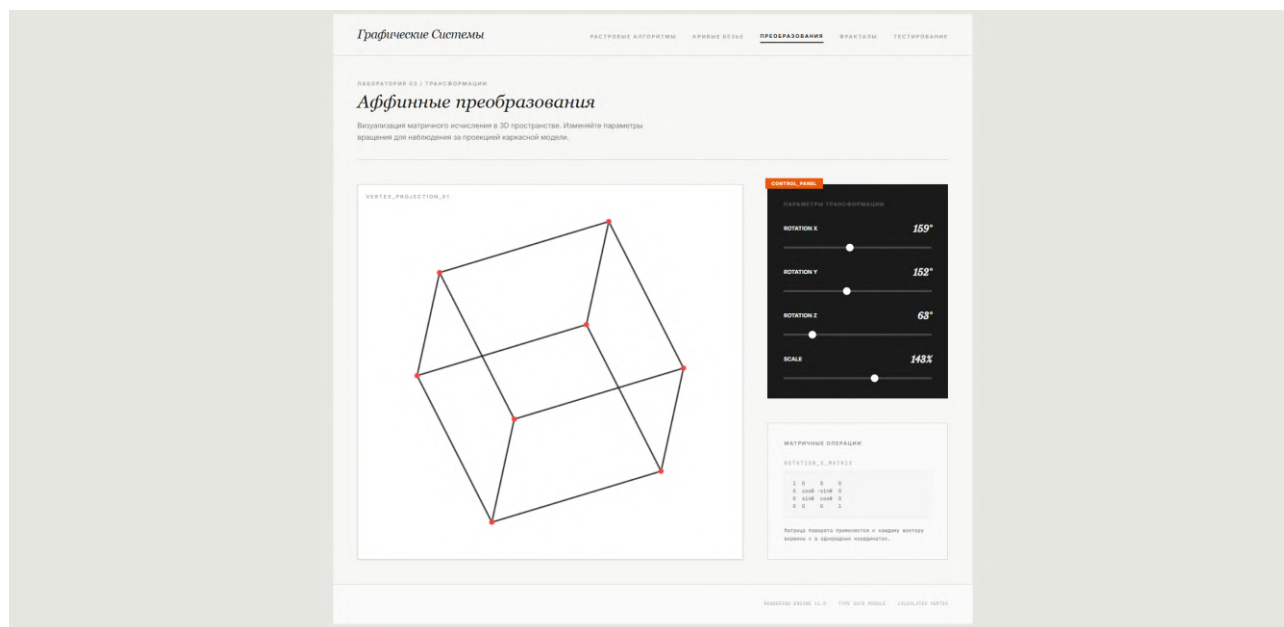 Графические Системы
РАСТРОВЫЕ АЛГОРИТМЫ КРИВЫЕ БЕЗЬЕ ПРЕОБРАЗОВАНИЯ ФРАКТАЛЫ ТЕСТИРОВАНИЕ
ЛАБОРАТОРИЯ 03 / ТРАНСФОРМАЦИИ
Аффинные преобразования
Визуализация матричного исчисления в 3D пространстве. Изменяйте параметры
вращения для наблюдения за проекцией каркасной модели.
VERTEX_PROJECTION_01
CONTROL_PANEL
ПАРАМЕТРЫ ТРАНСФОРМАЦИИ
ROTATION X 159°
ROTATION Y 152°
ROTATION Z 63°
SCALE 143%
МАТРИЧНЫЕ ОПЕРАЦИИ
ROTATION_X_MATRIX
1 0 0 0
0 cosθ -sinθ 0
0 sinθ cosθ 0
0 0 0 1
Матрица поворота применяется к каждому вектору
вершины v в однородных координатах.
RENDERING ENGINE V1.0 TYPE SAFE MODULE CALCULATED VERTEX